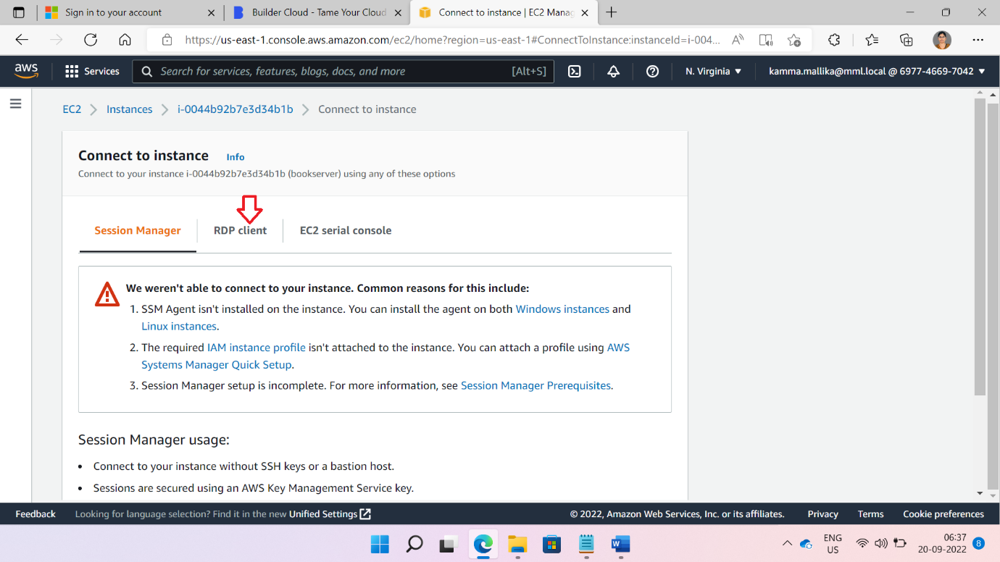 Sign in to your account
Builder Cloud - Tame Your Cloud
Connect to instance | EC2 Manag
https://us-east-1.console.aws.amazon.com/ec2/home?region=us-east-1#ConnectToInstance:instanceId=i-004...
aws
Services
Search for services, features, blogs, docs, and more
[Alt+S]
N. Virginia
kamma.mallika@mml.local @ 6977-4669-7042
EC2
Instances
i-0044b92b7e3d34b1b
Connect to instance
Connect to instance Info
Connect to your instance i-0044b92b7e3d34b1b (bookserver) using any of these options
Session Manager
RDP client
EC2 serial console
We weren't able to connect to your instance. Common reasons for this include:
1. SSM Agent isn't installed on the instance. You can install the agent on both Windows instances and
Linux instances.
2. The required IAM instance profile isn't attached to the instance. You can attach a profile using AWS
Systems Manager Quick Setup.
3. Session Manager setup is incomplete. For more information, see Session Manager Prerequisites.
Session Manager usage:
• Connect to your instance without SSH keys or a bastion host.
• Sessions are secured using an AWS Key Management Service key.
Feedback
Looking for language selection? Find it in the new Unified Settings
© 2022, Amazon Web Services, Inc. or its affiliates.
Privacy
Terms
Cookie preferences
ENG
US
06:37
20-09-2022
8